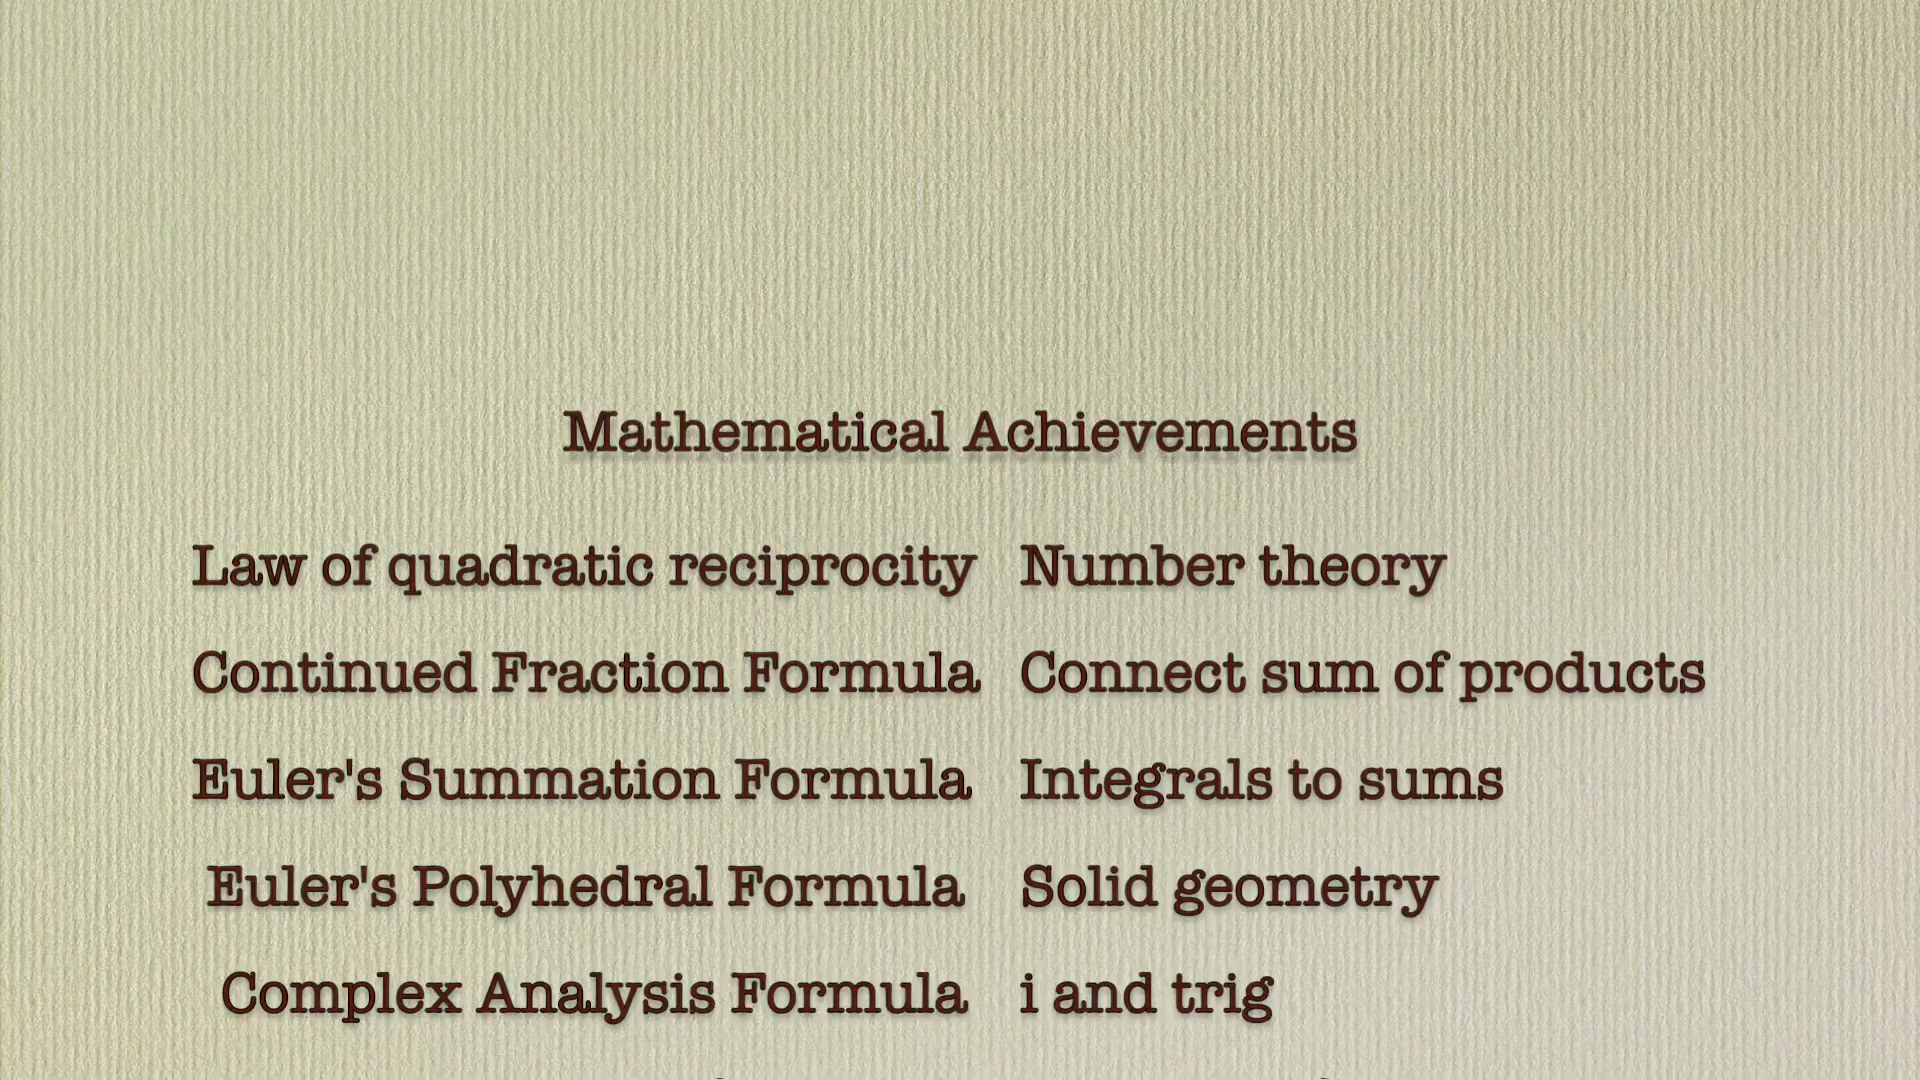 Mathematical Achievements
Law of quadratic reciprocity Number theory
Continued Fraction Formula Connect sum of products
Euler's Summation Formula Integrals to sums
Euler's Polyhedral Formula Solid geometry
Complex Analysis Formula i and trig